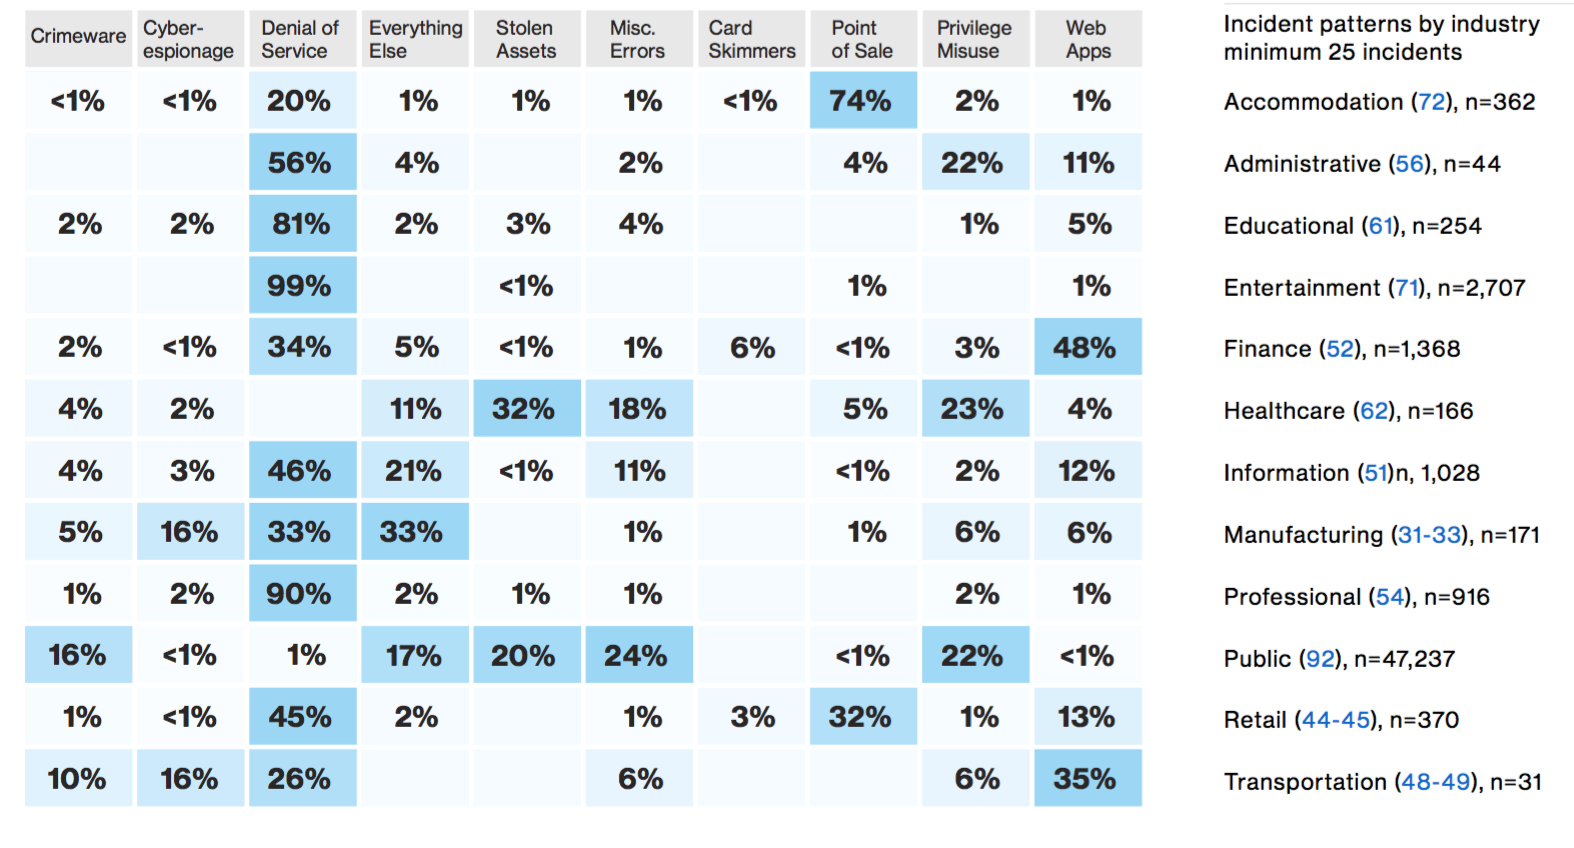 Crimeware Cyber-espionage Denial of Service Everything Else Stolen Assets Misc. Errors Card Skimmers Point of Sale Privilege Misuse Web Apps Incident patterns by industry minimum 25 incidents
<1% <1% 20% 1% 1% 1% <1% 74% 2% 1% Accommodation (72), n=362
56% 4% 2% 4% 22% 11% Administrative (56), n=44
2% 2% 81% 2% 3% 4% 1% 5% Educational (61), n=254
99% <1% 1% 1% Entertainment (71), n=2,707
2% <1% 34% 5% <1% 1% 6% <1% 3% 48% Finance (52), n=1,368
4% 2% 11% 32% 18% 5% 23% 4% Healthcare (62), n=166
4% 3% 46% 21% <1% 11% <1% 2% 12% Information (51)n, 1,028
5% 16% 33% 33% 1% 1% 6% 6% Manufacturing (31-33), n=171
1% 2% 90% 2% 1% 1% 2% 1% Professional (54), n=916
16% <1% 1% 17% 20% 24% <1% 22% <1% Public (92), n=47,237
1% <1% 45% 2% 1% 3% 32% 1% 13% Retail (44-45), n=370
10% 16% 26% 6% 6% 35% Transportation (48-49), n=31